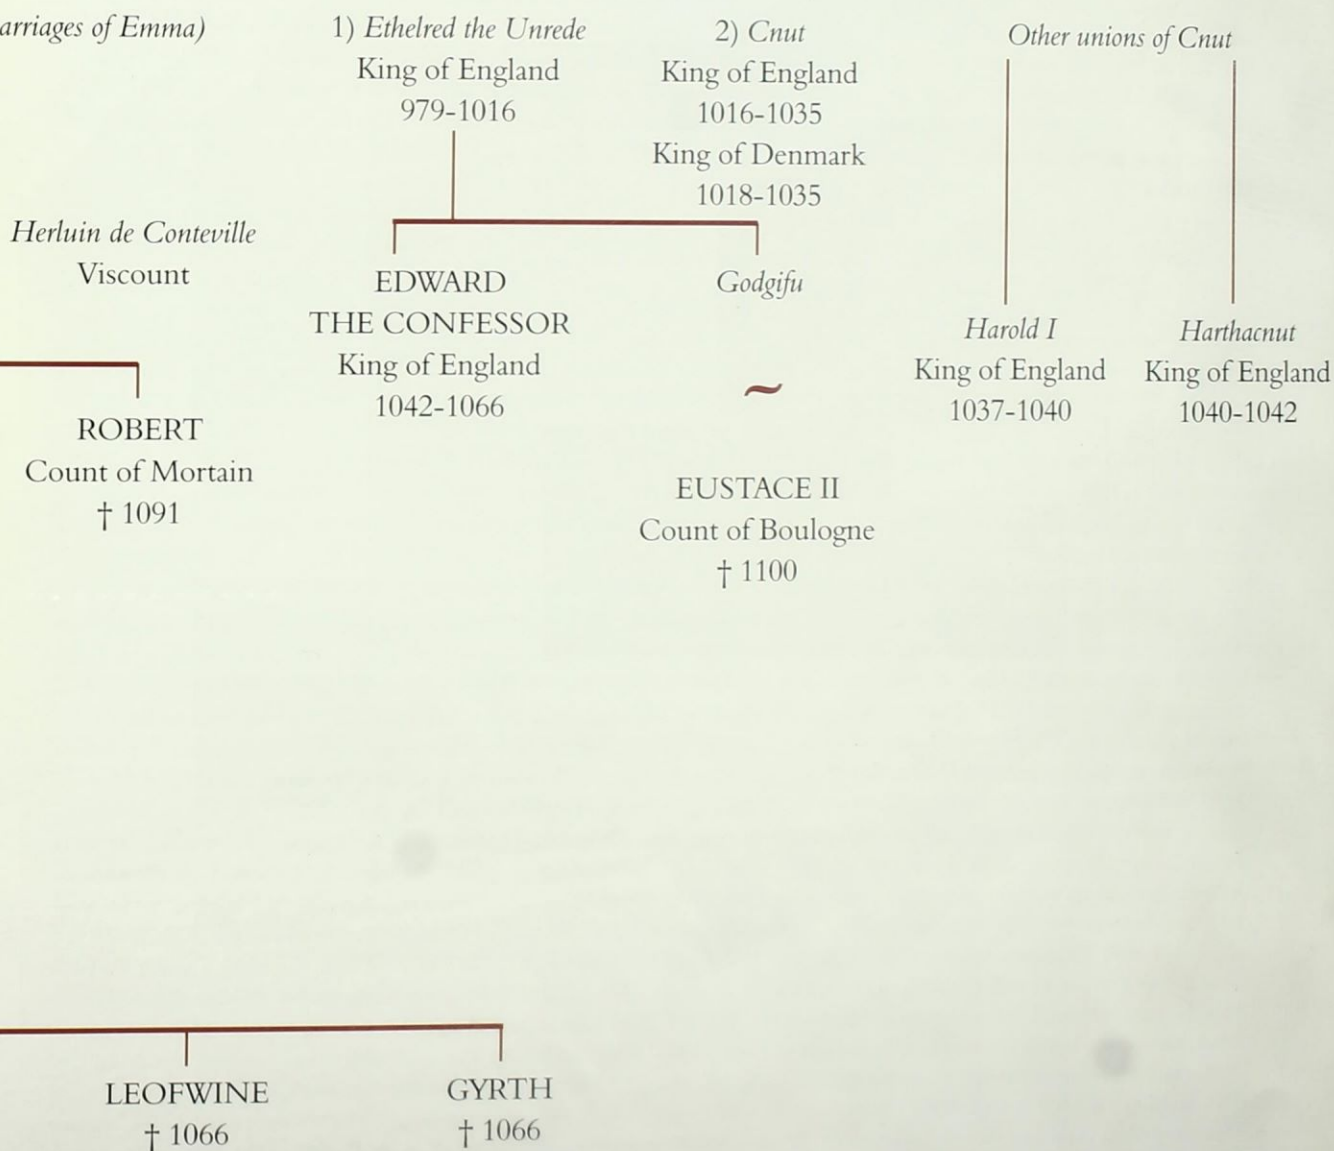 arriages of Emma)
1) Ethelred the Unrede
King of England
979-1016
2) Cnut
King of England
1016-1035
King of Denmark
1018-1035
Other unions of Cnut
Herluin de Conteville
Viscount
EDWARD
THE CONFESSOR
King of England
1042-1066
Godgifu
~
Harold I
King of England
1037-1040
Harthacnut
King of England
1040-1042
ROBERT
Count of Mortain
† 1091
EUSTACE II
Count of Boulogne
† 1100
LEOFWINE
† 1066
GYRTH
† 1066